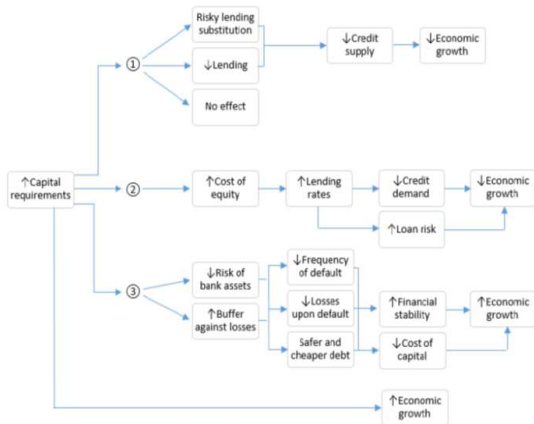 Risky lending
substitution
①
↓Lending
↓Credit
supply
↓Economic
growth
No effect
↑Capital
requirements
②
↑Cost of
equity
↑Lending
rates
↓Credit
demand
↓Economic
growth
↑Loan risk
③
↓Risk of
bank assets
↑Buffer
against losses
↓Frequency
of default
↓Losses
upon default
Safer and
cheaper debt
↑Financial
stability
↑Economic
growth
↓Cost of
capital
↑Economic
growth